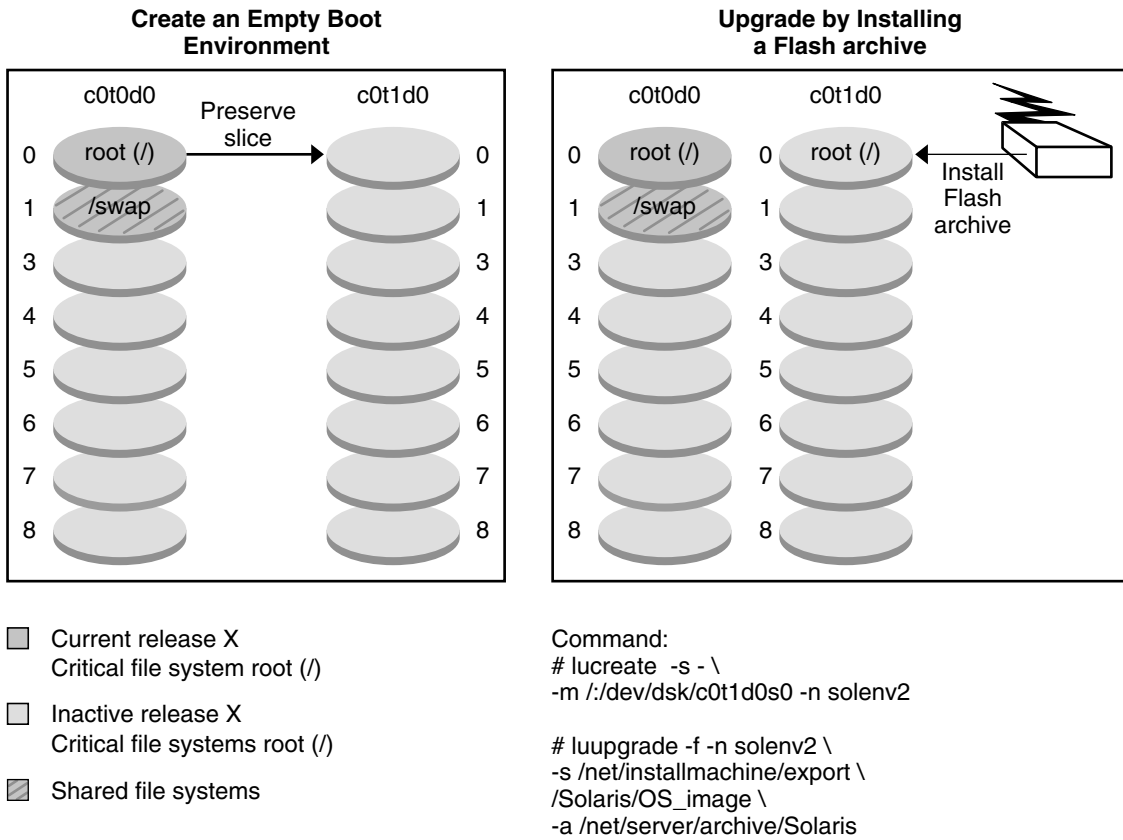 Create an Empty Boot
Environment
c0t0d0
c0t1d0
Preserve
slice
0
root (/)
0
1
/swap
1
3
3
4
4
5
5
6
6
7
7
8
8
Upgrade by Installing
a Flash archive
c0t0d0
c0t1d0
0
root (/)
0
root (/)
Install
Flash
archive
1
/swap
1
3
3
4
4
5
5
6
6
7
7
8
8
Current release X
Critical file system root (/)
Inactive release X
Critical file systems root (/)
Shared file systems
Command:
# lucreate -s - \
-m /:/dev/dsk/c0t1d0s0 -n solenv2
# luupgrade -f -n solenv2 \
-s /net/installmachine/export \
/Solaris/OS_image \
-a /net/server/archive/Solaris